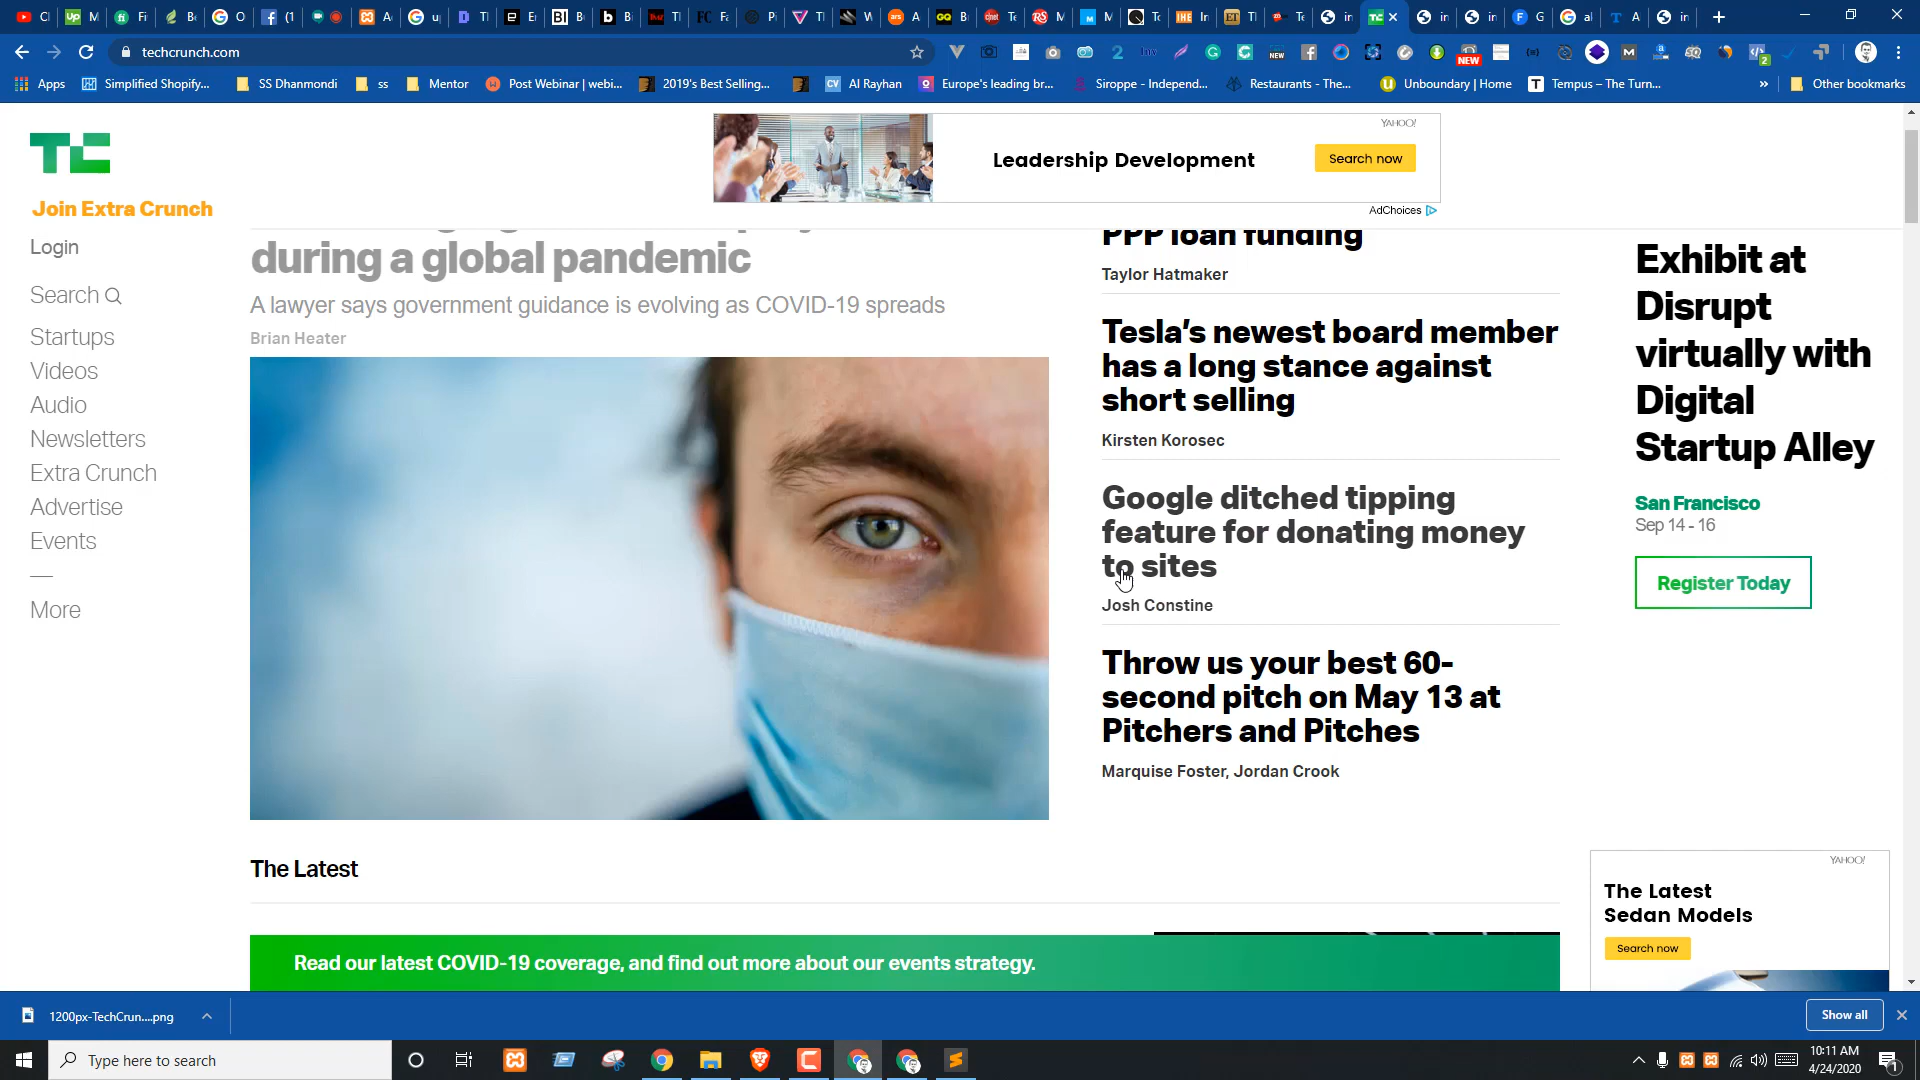 techcrunch.com
Apps
Simplified Shopify...
SS Dhanmondi
ss
Mentor
Post Webinar | webi...
2019's Best Selling...
CV
Al Rayhan
Europe's leading br...
Siroppe - Independ...
Restaurants - The...
Unboundary | Home
Tempus – The Turn...
»
Other bookmarks
TC
Join Extra Crunch
Login
Search
Startups
Videos
Audio
Newsletters
Extra Crunch
Advertise
Events
—
More
YAHOO!
Leadership Development
Search now
AdChoices
during a global pandemic
A lawyer says government guidance is evolving as COVID-19 spreads
Brian Heater
PPP loan funding
Taylor Hatmaker
Tesla's newest board member
has a long stance against
short selling
Kirsten Korosec
Google ditched tipping
feature for donating money
to sites
Josh Constine
Throw us your best 60-
second pitch on May 13 at
Pitchers and Pitches
Marquise Foster, Jordan Crook
Exhibit at
Disrupt
virtually with
Digital
Startup Alley
San Francisco
Sep 14 - 16
Register Today
The Latest
Read our latest COVID-19 coverage, and find out more about our events strategy.
YAHOO!
The Latest
Sedan Models
Search now
1200px-TechCrun....png
Show all
Type here to search
10:11 AM
4/24/2020